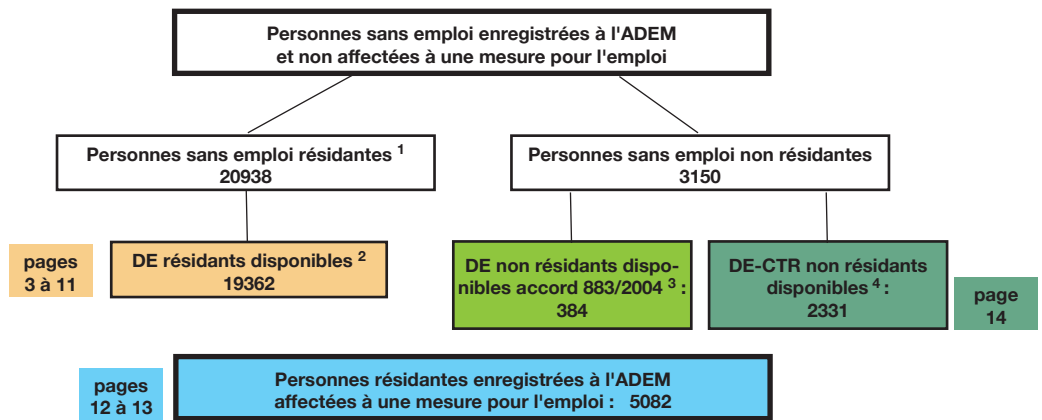 Personnes sans emploi enregistrées à l'ADEM
et non affectées à une mesure pour l'emploi
Personnes sans emploi résidantes 1
20938
Personnes sans emploi non résidantes
3150
pages
3 à 11
DE résidants disponibles 2
19362
DE non résidants dispo-
nibles accord 883/2004 3 :
384
DE-CTR non résidants
disponibles 4 :
2331
page
14
pages
12 à 13
Personnes résidantes enregistrées à l'ADEM
affectées à une mesure pour l'emploi : 5082